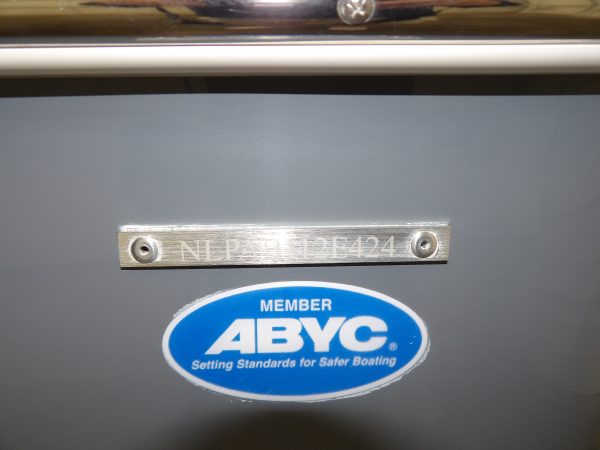 MEMBER
ABYC®
Setting Standards for Safer Boating